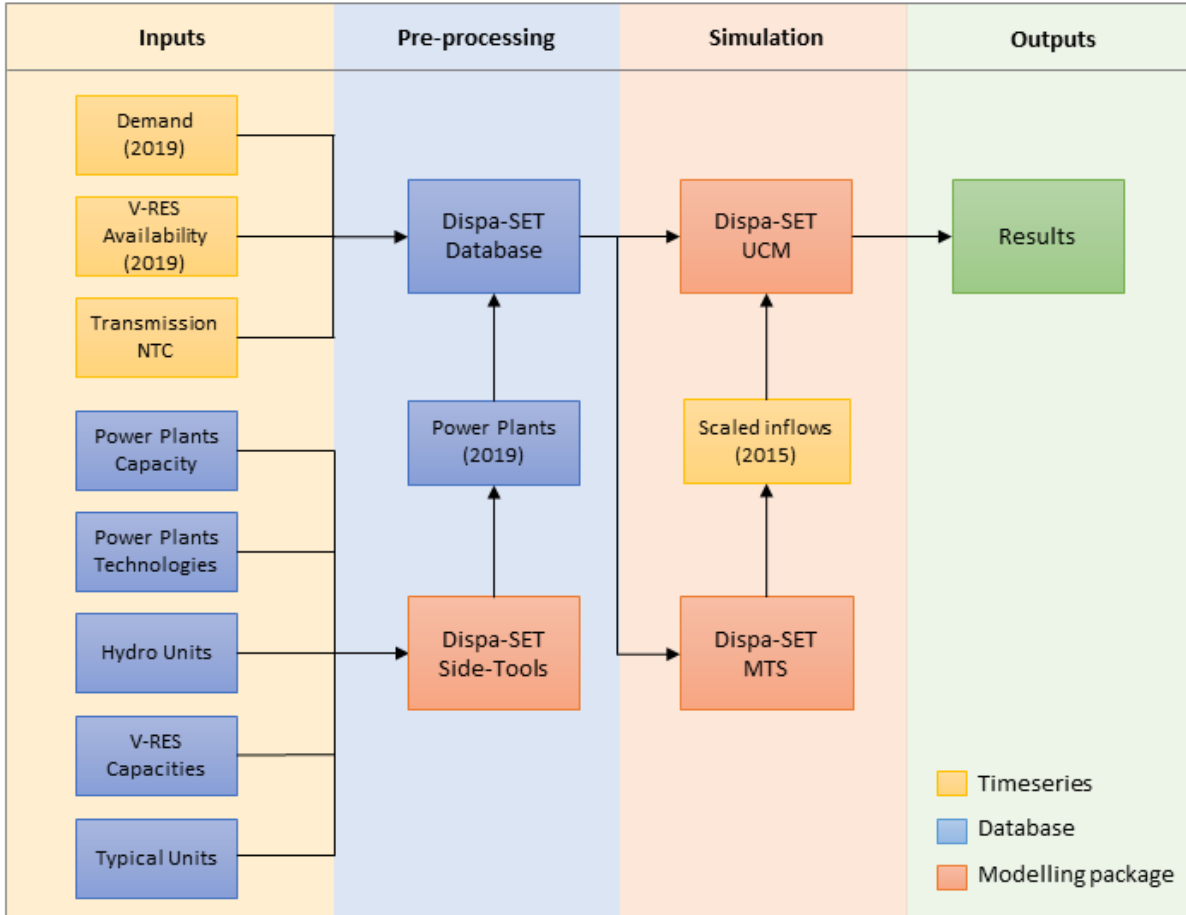 Inputs
Pre-processing
Simulation
Outputs
Demand
(2019)
V-RES
Availability
(2019)
Transmission
NTC
Power Plants
Capacity
Power Plants
Technologies
Hydro Units
V-RES
Capacities
Typical Units
Dispa-SET
Database
Power Plants
(2019)
Dispa-SET
Side-Tools
Dispa-SET
UCM
Scaled inflows
(2015)
Dispa-SET
MTS
Results
Timeseries
Database
Modelling package